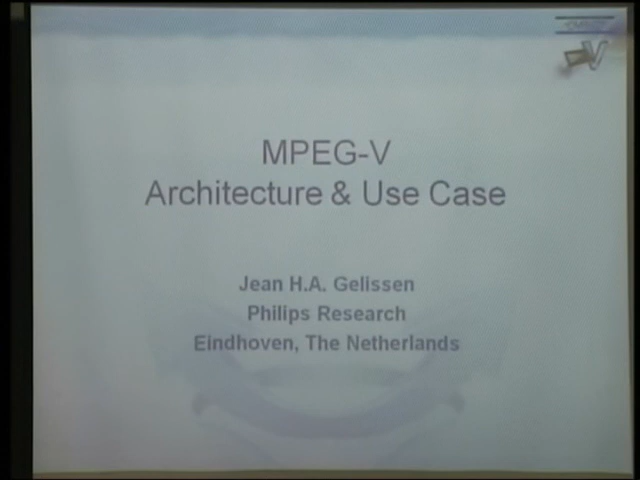 MPEG-V
Architecture & Use Case
Jean H.A. Gelissen
Philips Research
Eindhoven, The Netherlands